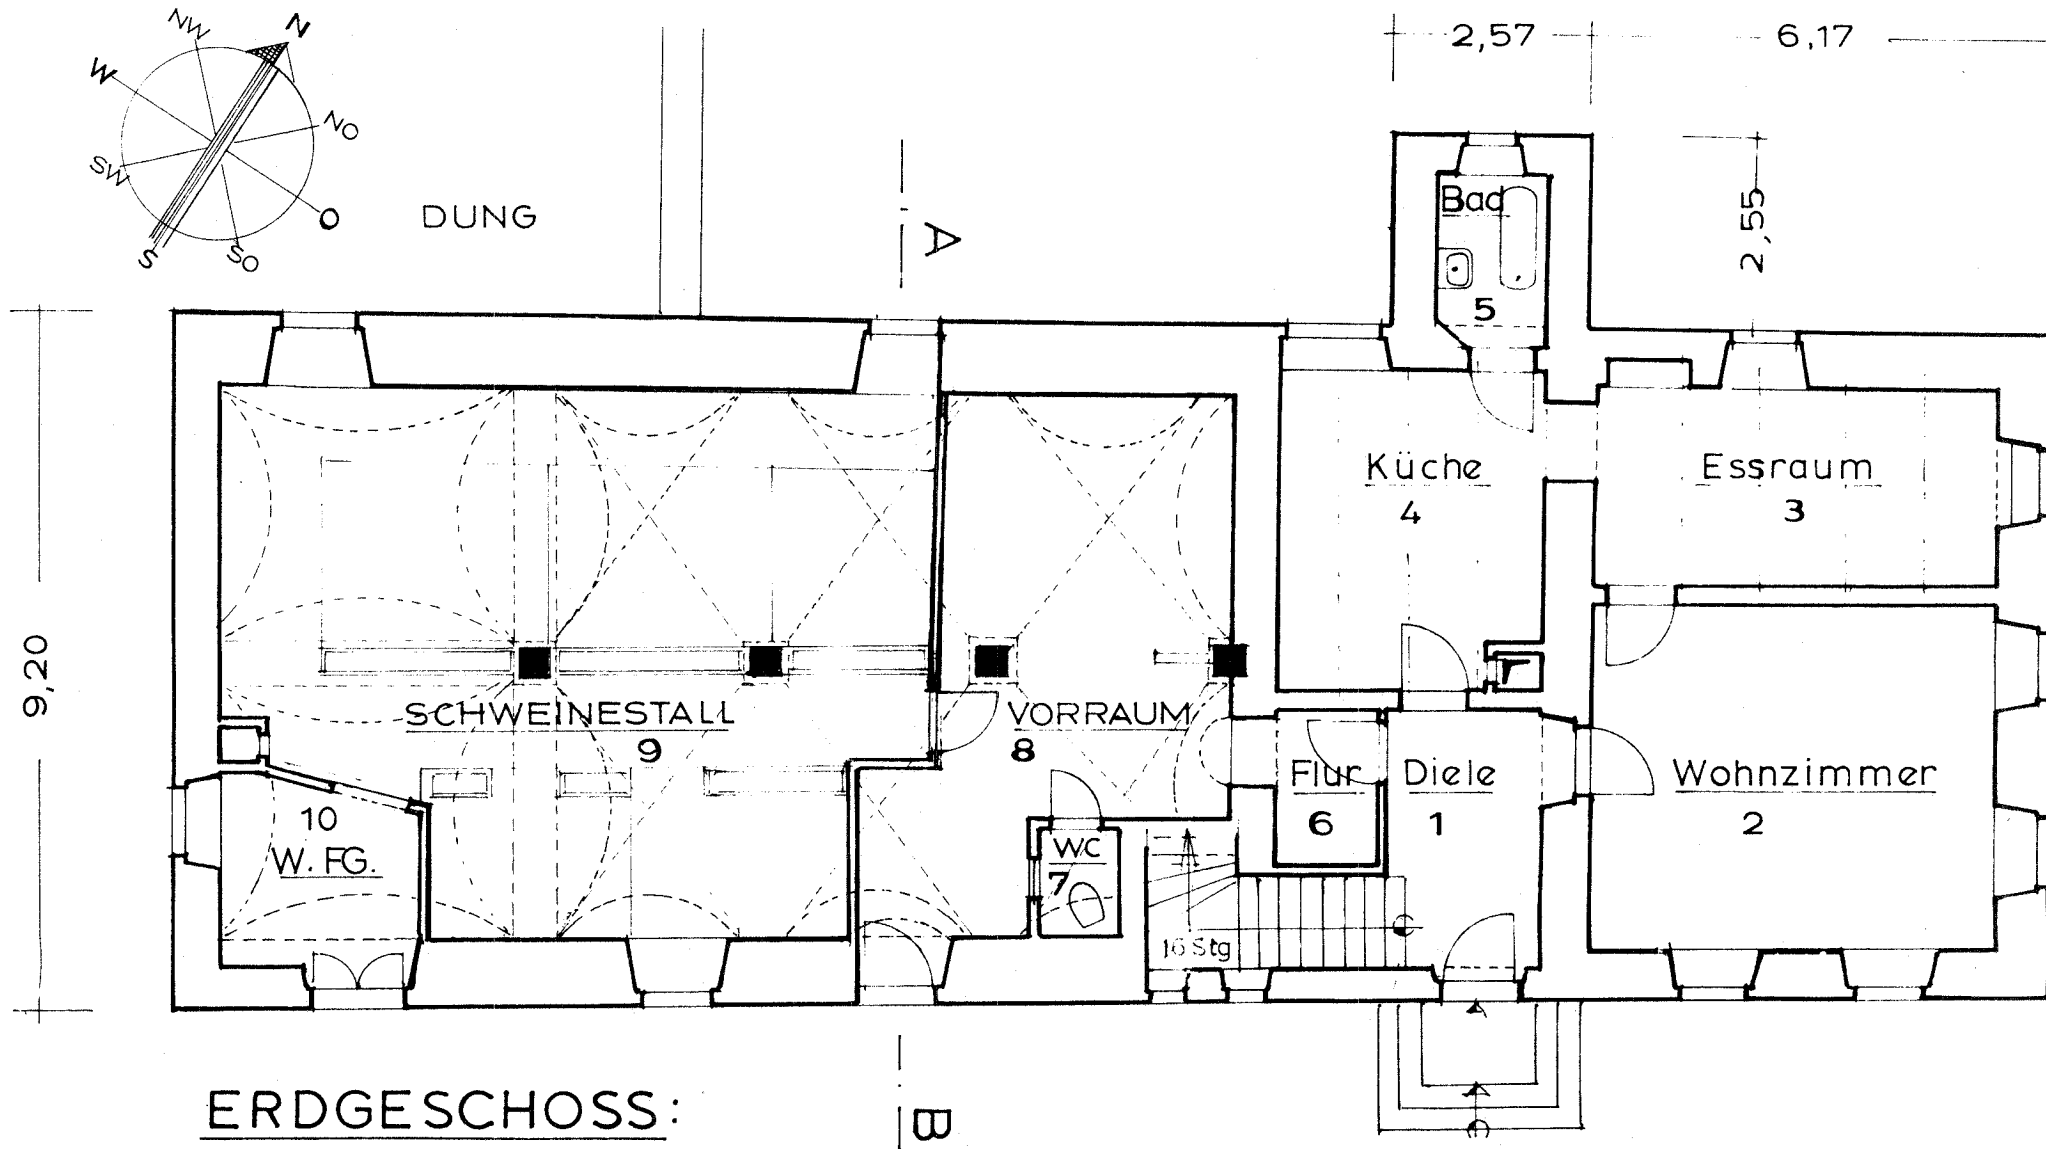 NW
N
W
NO
SW
O
S
SO
DUNG
A
2,57
6,17
2,55
Bad
5
9,20
Küche
4
Essraum
3
SCHWEINESTALL
9
VORRAUM
8
Flur
6
Diele
1
Wohnzimmer
2
10
W. FG.
WC
7
16 Stg
ERDGESCHOSS:
B